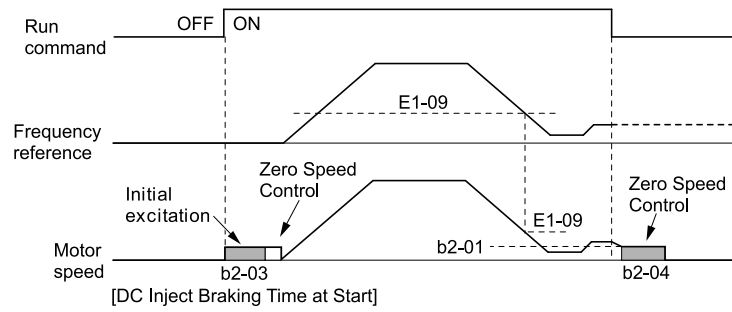 Run
command
OFF ON
E1-09
Frequency
reference
Zero Speed
Control
Initial
excitation
Zero Speed
Control
E1-09
b2-01
Motor
speed
b2-03
b2-04
[DC Inject Braking Time at Start]